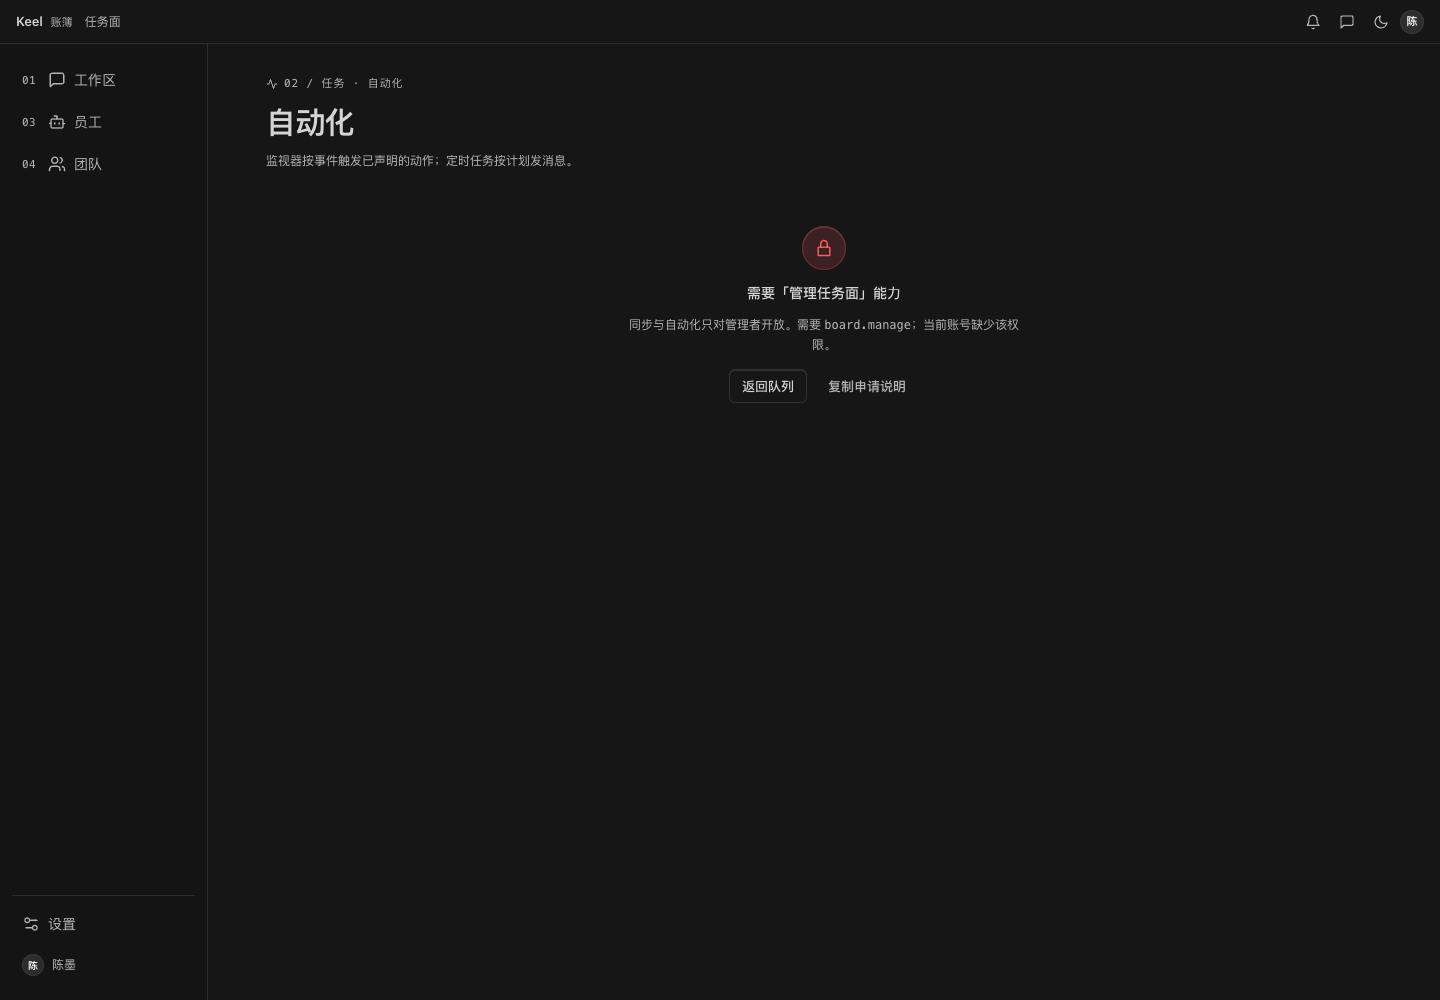 Keel 账簿 任务面
陈
01 工作区
03 员工
04 团队
02 / 任务 · 自动化
自动化
监视器按事件触发已声明的动作；定时任务按计划发消息。
需要「管理任务面」能力
同步与自动化只对管理者开放。需要 board.manage；当前账号缺少该权
限。
返回队列 复制申请说明
设置
陈 陈墨